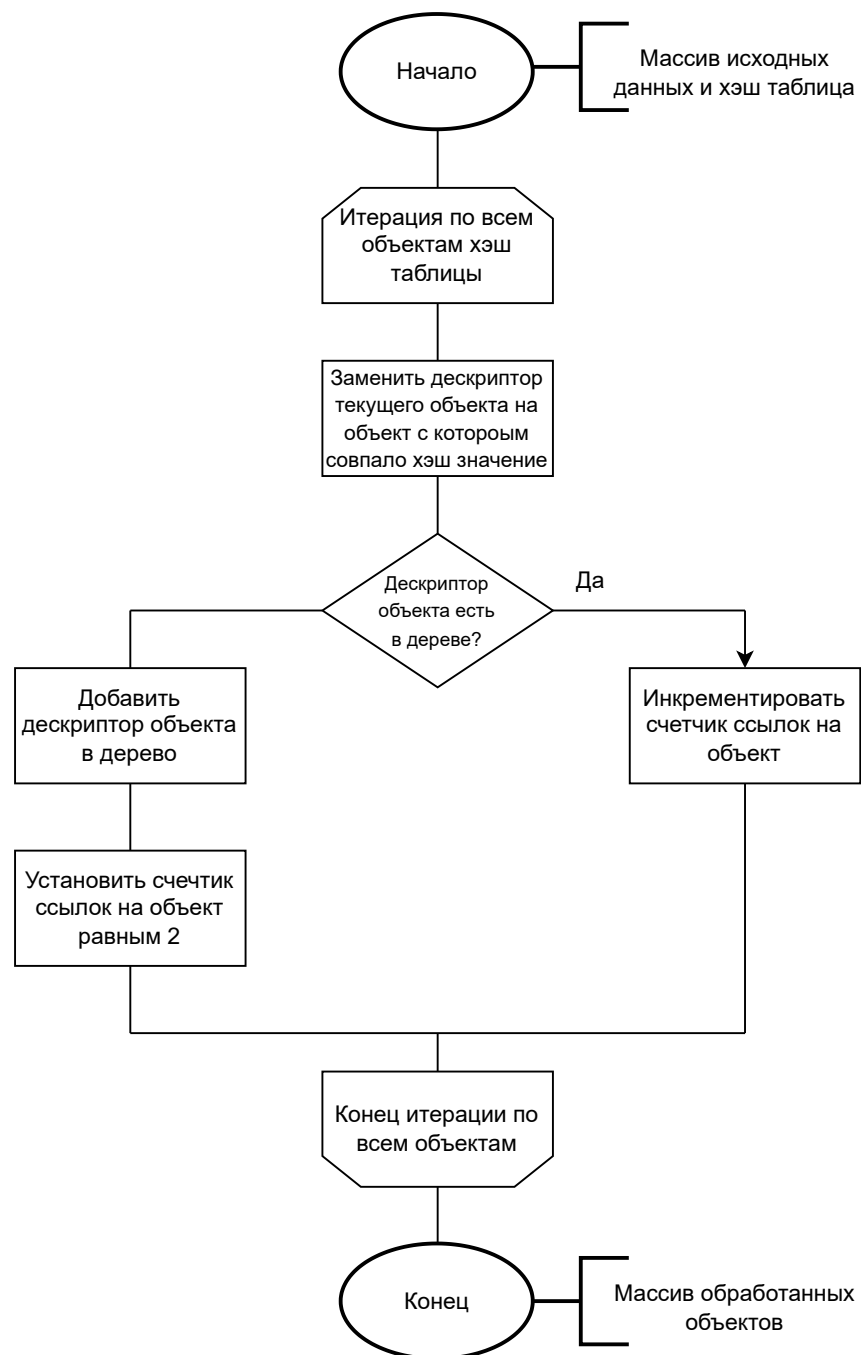 Начало
Массив исходных
данных и хэш таблица
Итерация по всем
объектам хэш
таблицы
Заменить дескриптор
текущего объекта на
объект с котороым
совпало хэш значение
Дескриптор
объекта есть
в дереве?
Да
Добавить
дескриптор объекта
в дерево
Инкрементировать
счетчик ссылок на
объект
Установить счечтик
ссылок на объект
равным 2
Конец итерации по
всем объектам
Конец
Массив обработанных
объектов